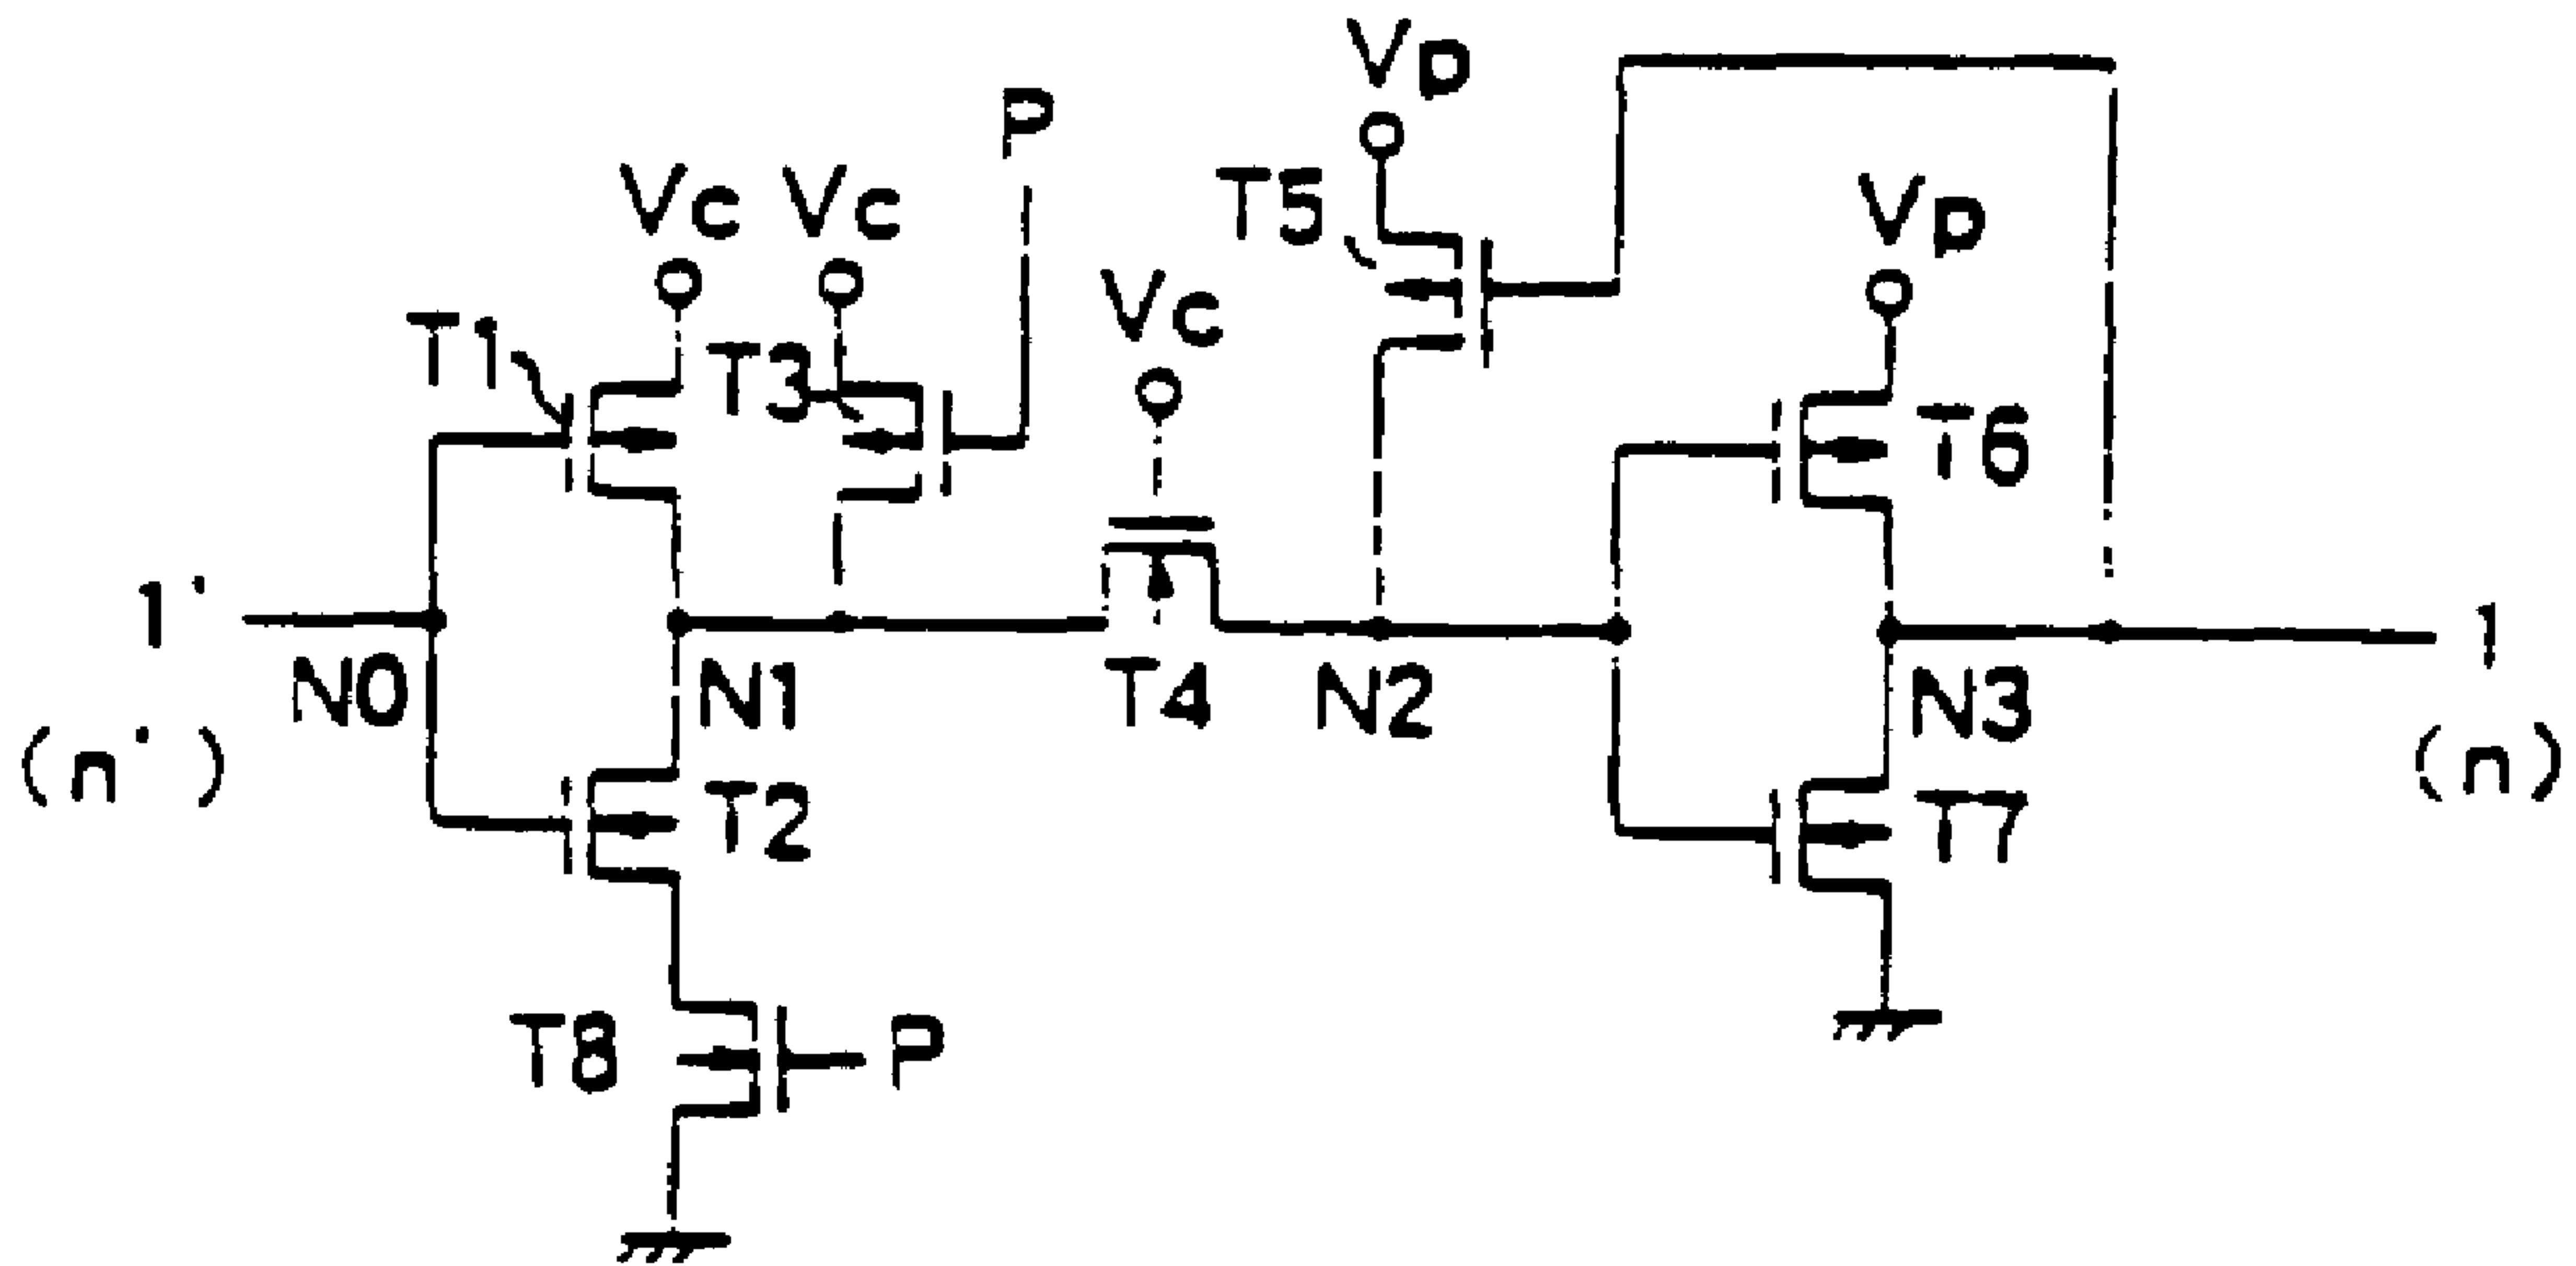 VP
P
T5
VC VC
VP
VC
T1
T3
T6
1'
N0
N1
T4
N2
N3
1
(n')
(n)
T2
T7
T8
P